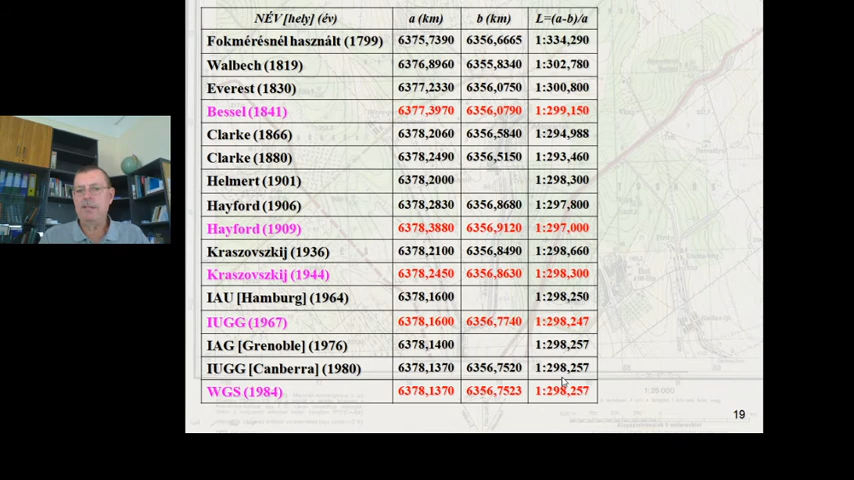 NÉV [hely] (év) a (km) b (km) L=(a-b)/a
Fokmérésnél használt (1799) 6375,7390 6356,6665 1:334,290
Walbech (1819) 6376,8960 6355,8340 1:302,780
Everest (1830) 6377,2330 6356,0750 1:300,800
Bessel (1841) 6377,3970 6356,0790 1:299,150
Clarke (1866) 6378,2060 6356,5840 1:294,988
Clarke (1880) 6378,2490 6356,5150 1:293,460
Helmert (1901) 6378,2000 1:298,300
Hayford (1906) 6378,2830 6356,8680 1:297,800
Hayford (1909) 6378,3880 6356,9120 1:297,000
Kraszovszkij (1936) 6378,2100 6356,8490 1:298,660
Kraszovszkij (1944) 6378,2450 6356,8630 1:298,300
IAU [Hamburg] (1964) 6378,1600 1:298,250
IUGG (1967) 6378,1600 6356,7740 1:298,247
IAG [Grenoble] (1976) 6378,1400 1:298,257
IUGG [Canberra] (1980) 6378,1370 6356,7520 1:298,257
WGS (1984) 6378,1370 6356,7523 1:298,257
1:25.000
19